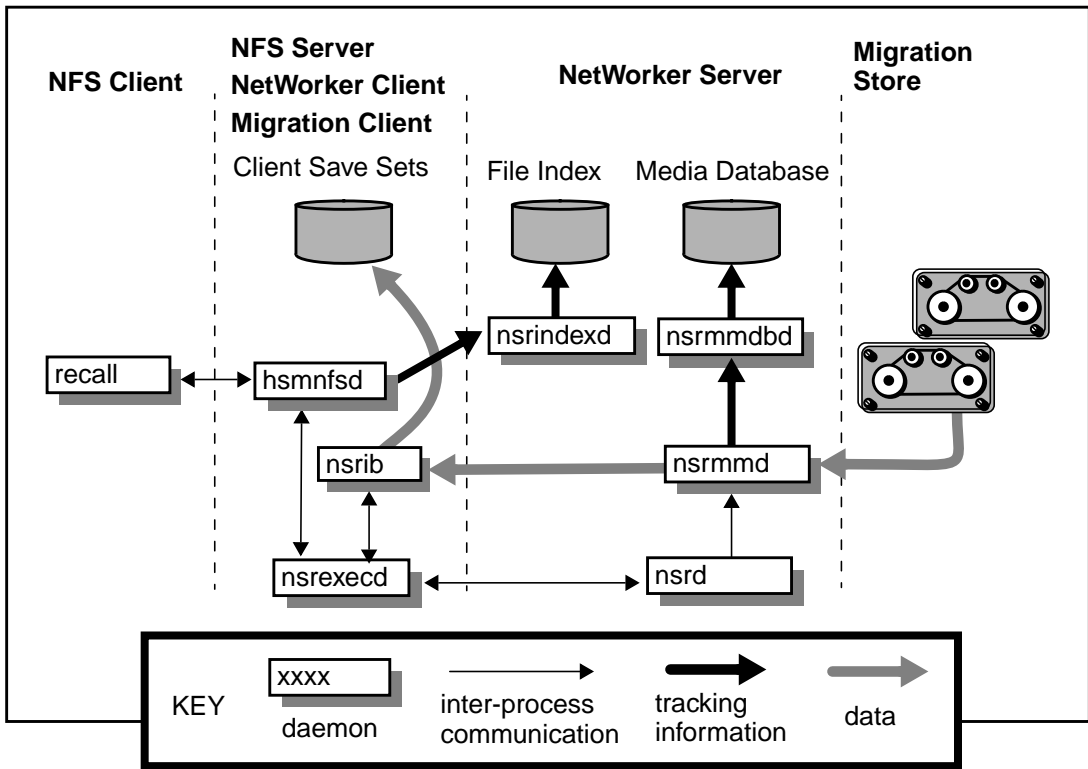 NFS Client
NFS Server
NetWorker Client
Migration Client
NetWorker Server
Migration
Store
Client Save Sets
File Index
Media Database
nsrindexd
nsrmmdbd
recall
hsmnfsd
nsrib
nsrmmd
nsrexecd
nsrd
KEY
xxxx
daemon
inter-process
communication
tracking
information
data